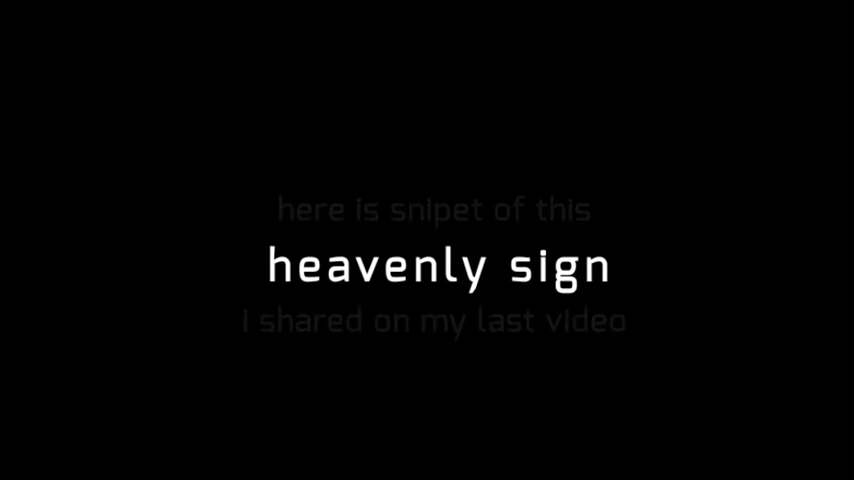 here is snipet of this
heavenly sign
i shared on my last video